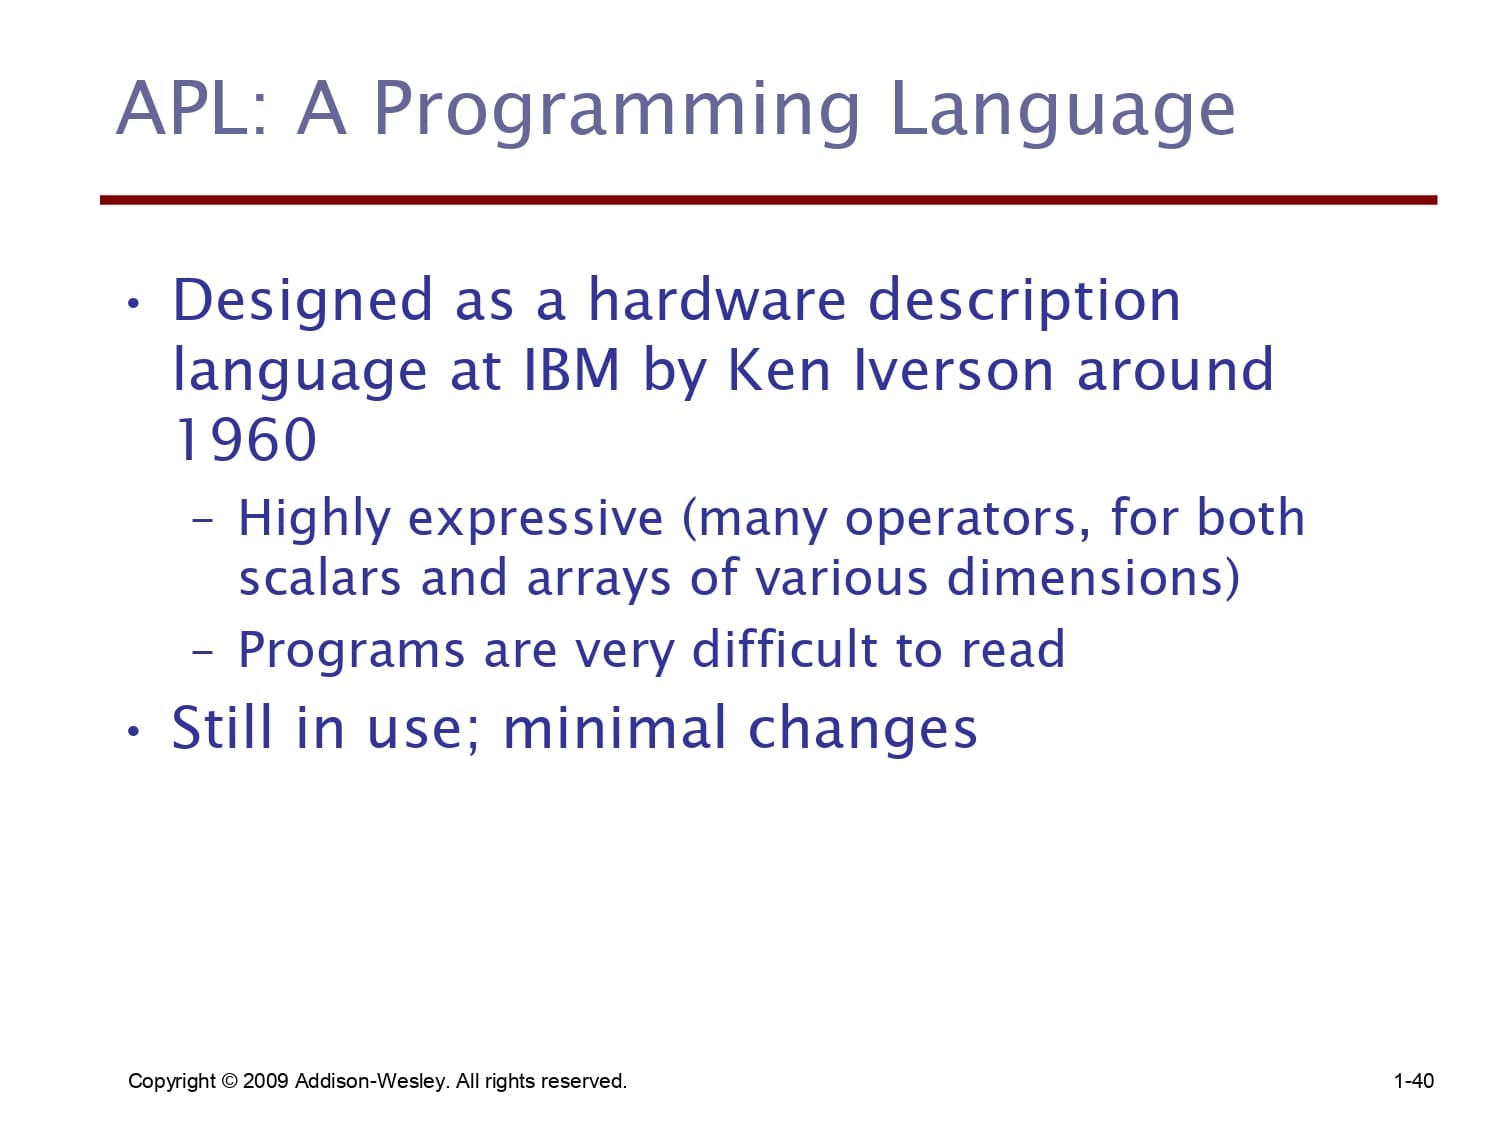 APL: A Programming Language
• Designed as a hardware description
language at IBM by Ken Iverson around
1960
– Highly expressive (many operators, for both
scalars and arrays of various dimensions)
– Programs are very difficult to read
• Still in use; minimal changes
Copyright © 2009 Addison-Wesley. All rights reserved.
1-40